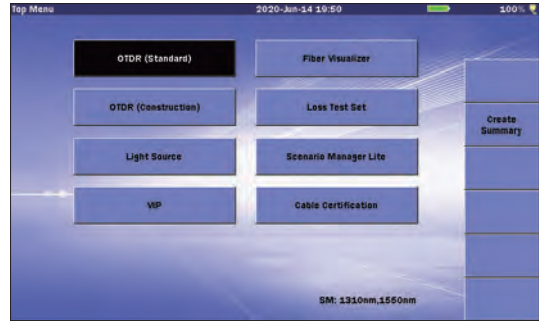 Top Menu 2020-Jun-14 19:50 100%
OTDR (Standard) Fiber Visualizer
OTDR (Construction) Loss Test Set
Create
Summary
Light Source Scenario Manager Lite
VIP Cable Certification
SM: 1310nm,1550nm